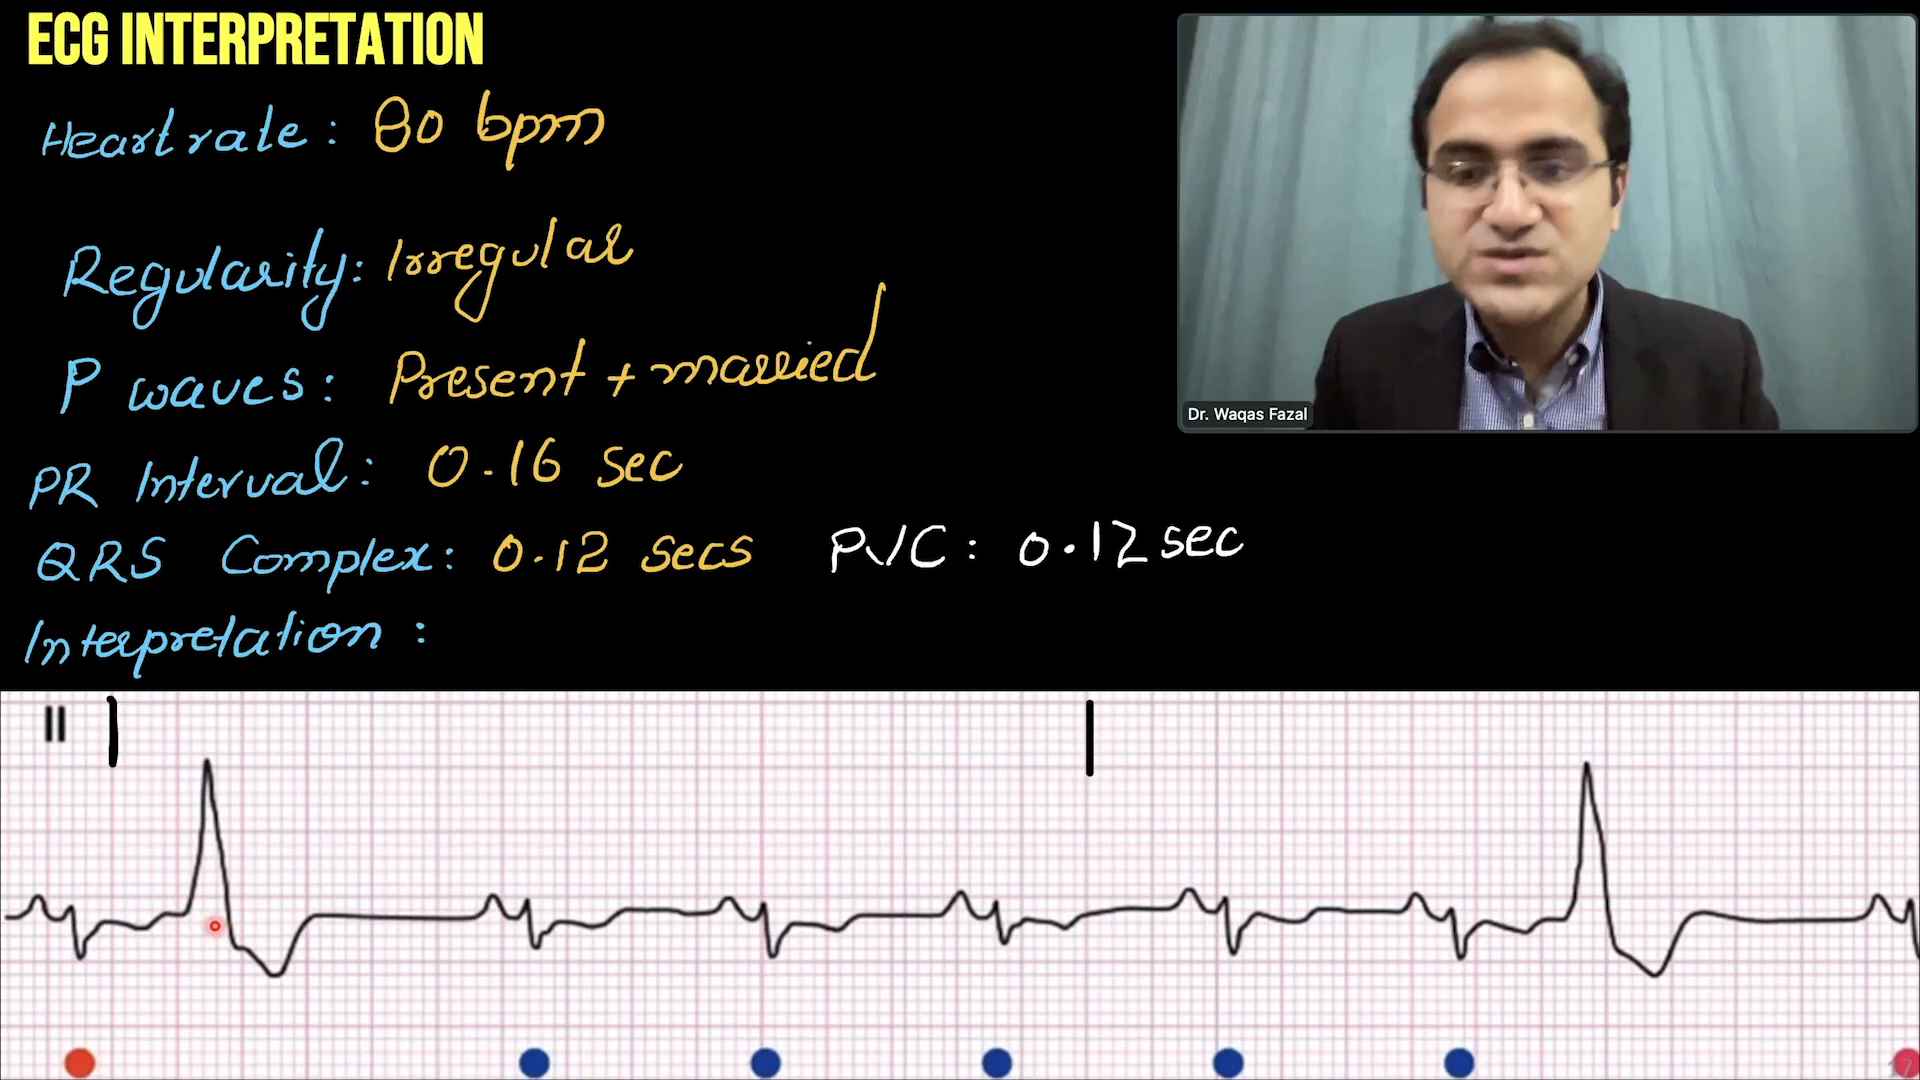 ECG INTERPRETATION
Heart rate: 80 bpm
Regularity: Irregular
P waves: Present + married
PR Interval: 0.16 sec
QRS Complex: 0.12 secs PVC: 0.12 sec
Interpretation:
Dr. Waqas Fazal
II
17